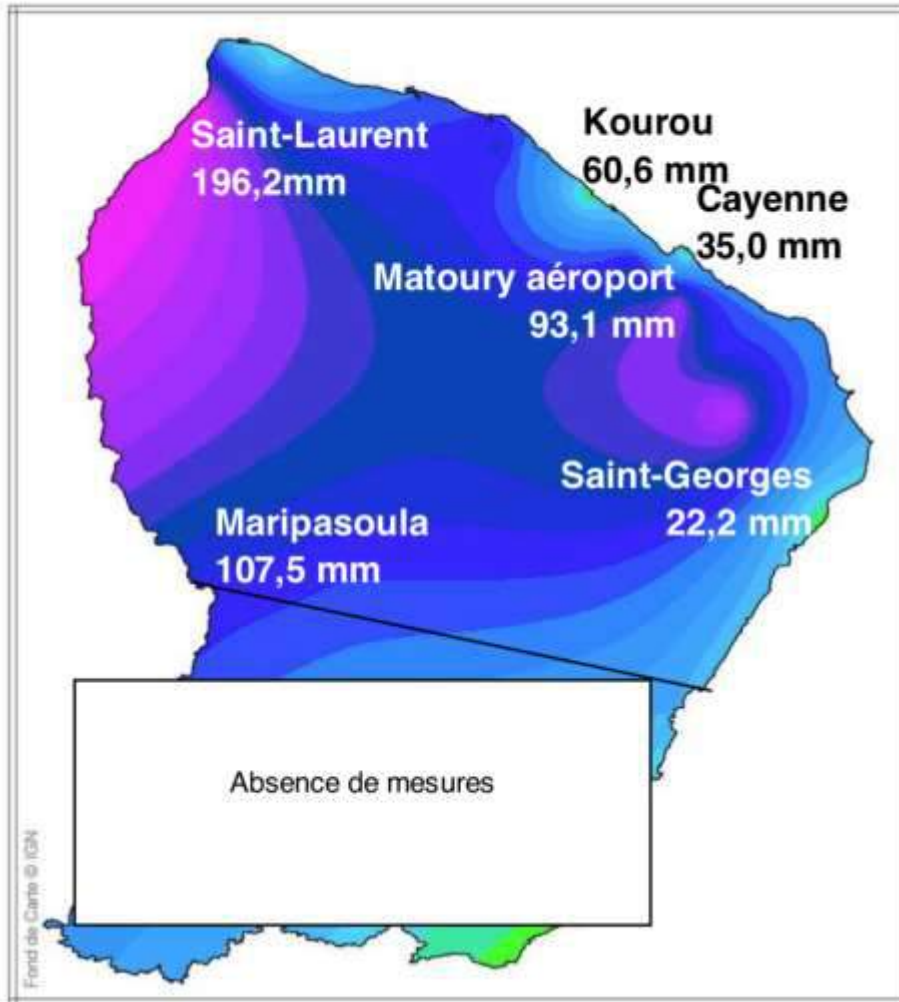 Saint-Laurent
196,2mm
Kourou
60,6 mm
Cayenne
35,0 mm
Matoury aéroport
93,1 mm
Saint-Georges
22,2 mm
Maripasoula
107,5 mm
Absence de mesures
Fond de Carte © IGN